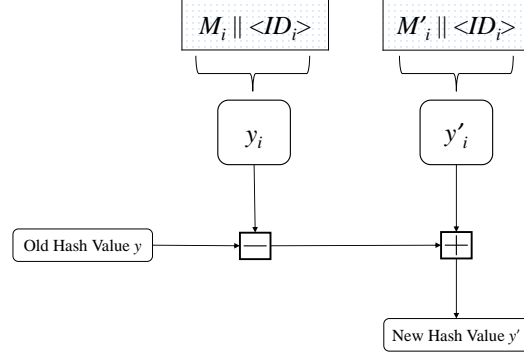 M_i || <ID_i>
M'_i || <ID_i>
y_i
y'_i
Old Hash Value y
New Hash Value y'